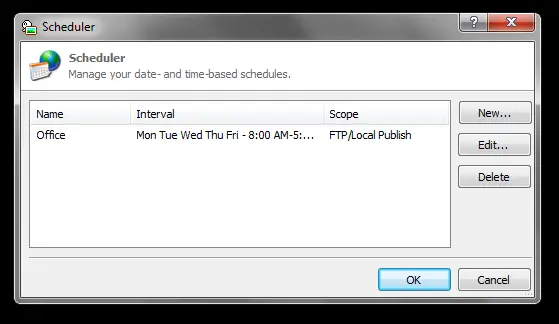 Scheduler
Scheduler
Manage your date- and time-based schedules.
Name Interval Scope
Office Mon Tue Wed Thu Fri - 8:00 AM-5:... FTP/Local Publish
New...
Edit...
Delete
OK Cancel